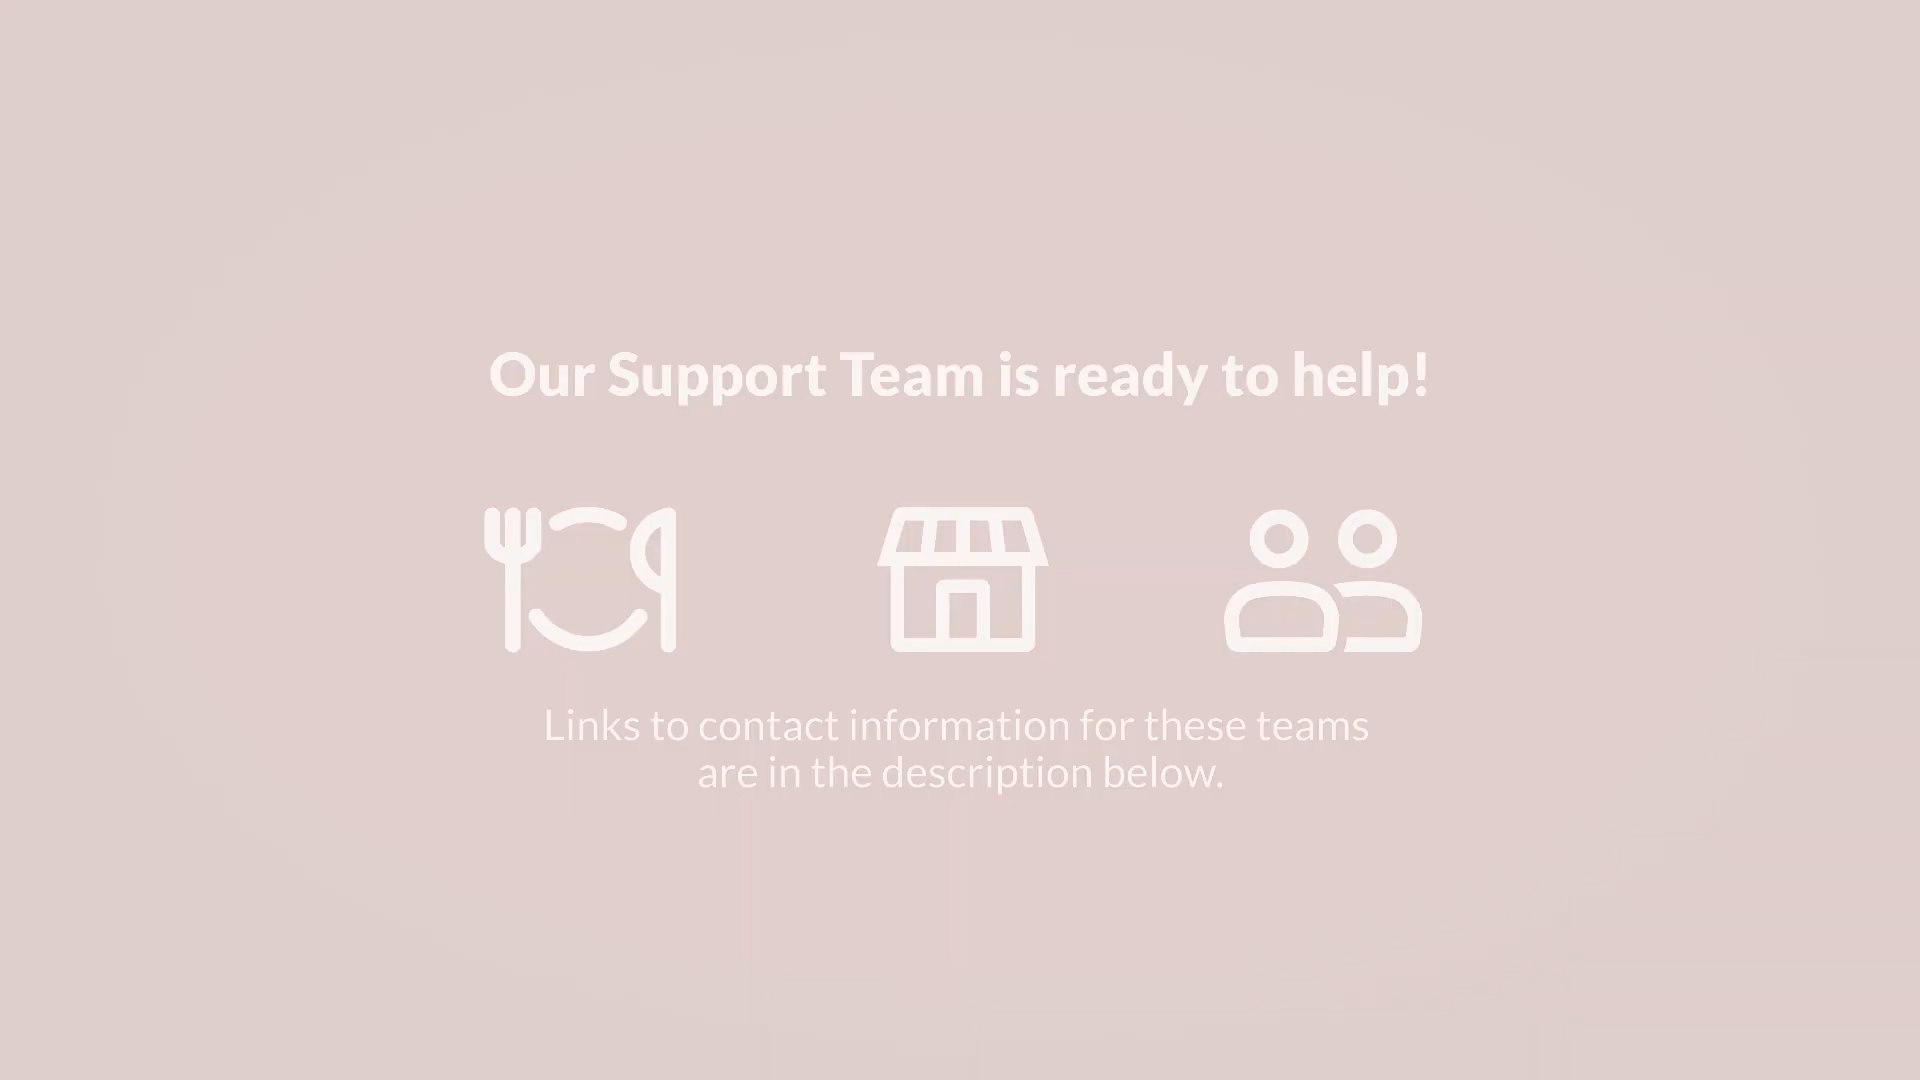 Our Support Team is ready to help!
Links to contact information for these teams
are in the description below.